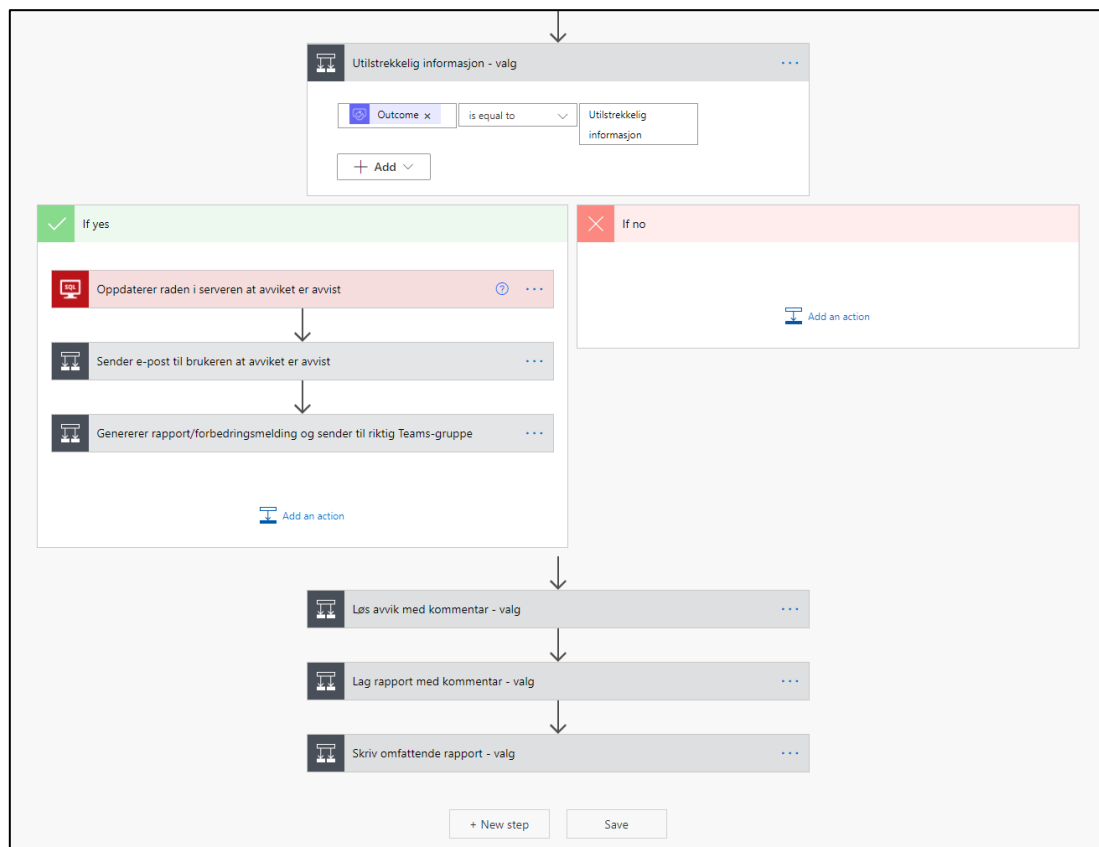 Utilstrekkelig informasjon - valg
Outcome x
is equal to
Utilstrekkelig
informasjon
+ Add
If yes
If no
SQL
Oppdaterer raden i serveren at avviket er avvist
Add an action
Sender e-post til brukeren at avviket er avvist
Genererer rapport/forbedringsmelding og sender til riktig Teams-gruppe
Add an action
Løs avvik med kommentar - valg
Lag rapport med kommentar - valg
Skriv omfattende rapport - valg
+ New step
Save